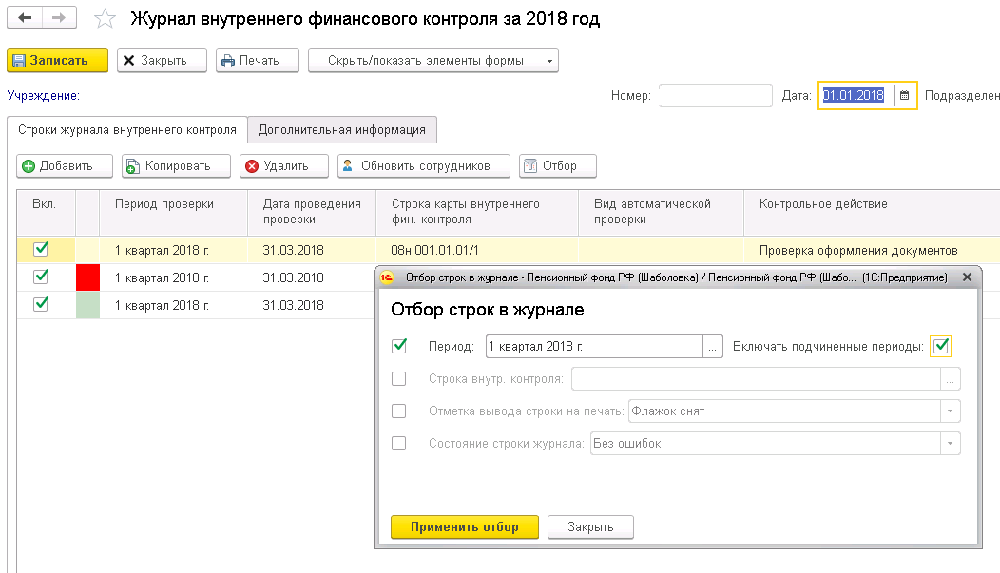 Журнал внутреннего финансового контроля за 2018 год
Записать Закрыть Печать Скрыть/показать элементы формы
Учреждение: Номер: Дата: 01.01.2018 Подразделен
Строки журнала внутреннего контроля Дополнительная информация
Добавить Копировать Удалить Обновить сотрудников Отбор
Вкл. Период проверки Дата проведения Строка карты внутреннего Вид автоматической Контрольное действие
проверки фин. контроля проверки
1 квартал 2018 г. 31.03.2018 08н.001.01.01/1 Проверка оформления документов
1 квартал 2018 г. 31.03.2018
1 квартал 2018 г. 31.03.2018
1С Отбор строк в журнале - Пенсионный фонд РФ (Шаболовка) / Пенсионный фонд РФ (Шабо... (1С:Предприятие)
Отбор строк в журнале
Период: 1 квартал 2018 г. ... Включать подчиненные периоды:
Строка внутр. контроля: ...
Отметка вывода строки на печать: Флажок снят
Состояние строки журнала: Без ошибок
Применить отбор Закрыть